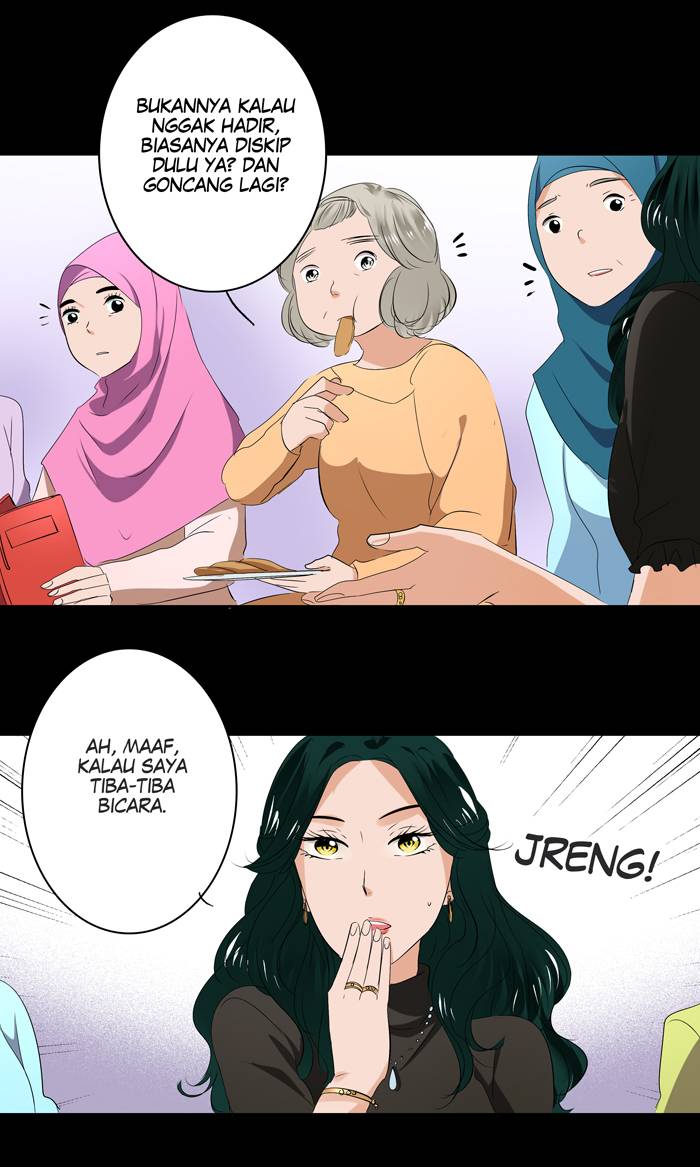 BUKANNYA KALAU
NGGAK HADIR,
BIASANYA DISKIP
DULU YA? DAN
GONCANG LAGI?
AH, MAAF,
KALAU SAYA
TIBA-TIBA
BICARA.
JRENG!